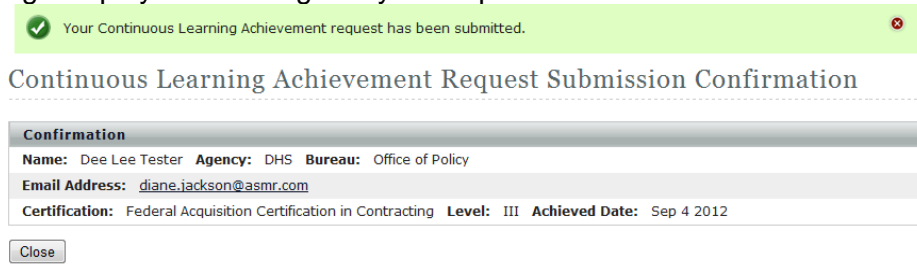 Your Continuous Learning Achievement request has been submitted.
Continuous Learning Achievement Request Submission Confirmation
Confirmation
Name: Dee Lee Tester Agency: DHS Bureau: Office of Policy
Email Address: diane.jackson@asmr.com
Certification: Federal Acquisition Certification in Contracting Level: III Achieved Date: Sep 4 2012
Close